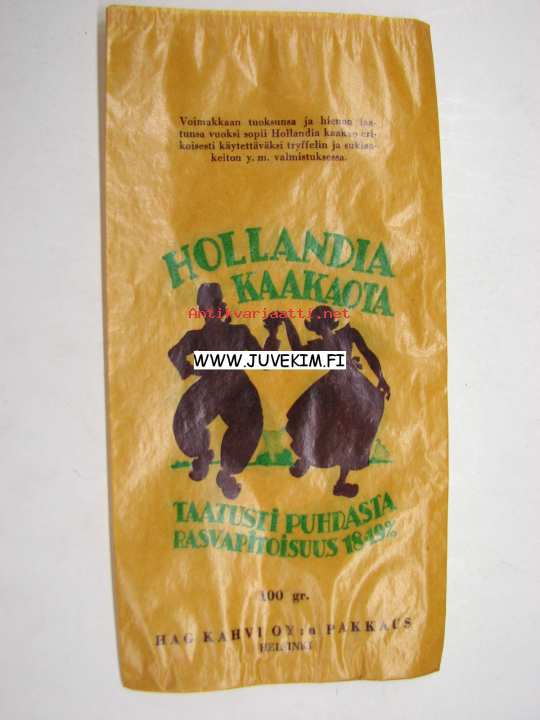 Voimakkaan tuoksunsa ja hienon laa-
tunsa vuoksi sopii Hollandia kaakao eri-
koisesti käytettäväksi tryffelin ja suklaa-
keiton y. m. valmistuksessa.
HOLLANDIA
KAAKAOTA
Antikvariaatti.net
WWW.JUVEKIM.FI
TAATUSTI PUHDASTA
RASVAPITOISUUS 18-19%
100 gr.
HAG KAHVI OY:n PAKKAUS
HELSINKI